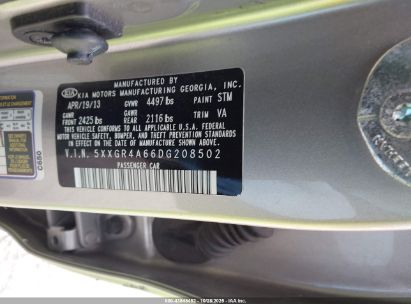 MANUFACTURED BY
KIA KIA MOTORS MANUFACTURING GEORGIA, INC.
APR/19/13 GVWR 4497 lbs PAINT STM
GAWR FRONT 2425 lbs GAWR REAR 2116 lbs TRIM VA
THIS VEHICLE CONFORMS TO ALL APPLICABLE U.S. FEDERAL
MOTOR VEHICLE SAFETY, BUMPER, AND THEFT PREVENTION STANDARDS
IN EFFECT ON THE DATE OF MANUFACTURE SHOWN ABOVE.
V.I.N. 5XXGR4A66DG208502
PASSENGER CAR
C650